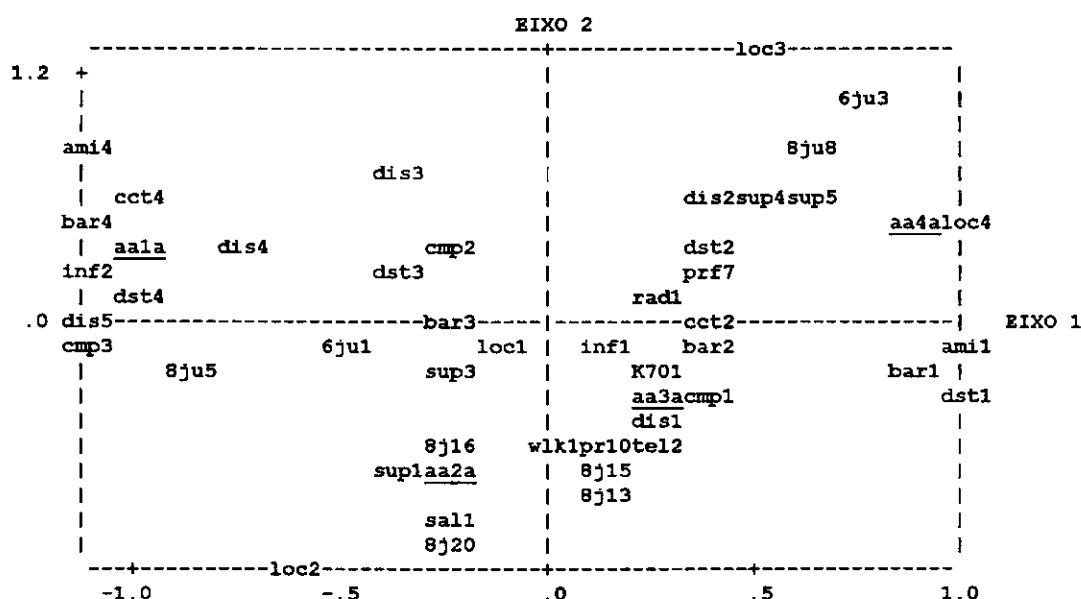 EIXO 2
------------------------------------------+-----------------loc3--------------
1.2 +
6ju3
ami4 8ju8
dis3
cct4 dis2sup4sup5
bar4 aa4aloc4
aa1a dis4 cmp2 dst2
inf2 dst3 prf7
dst4 rad1
.0 dis5------------------------bar3------------------cct2------------------ EIXO 1
cmp3 6ju1 loc1 inf1 bar2 ami1
8ju5 sup3 K701 bar1
aa3acmp1 dst1
dis1
8j16 wlk1pr10tel2
sup1aa2a 8j15
8j13
sal1
8j20
---+------------loc2-----------------------+-------------------+-------------------+
-1.0 -.5 .0 .5 1.0